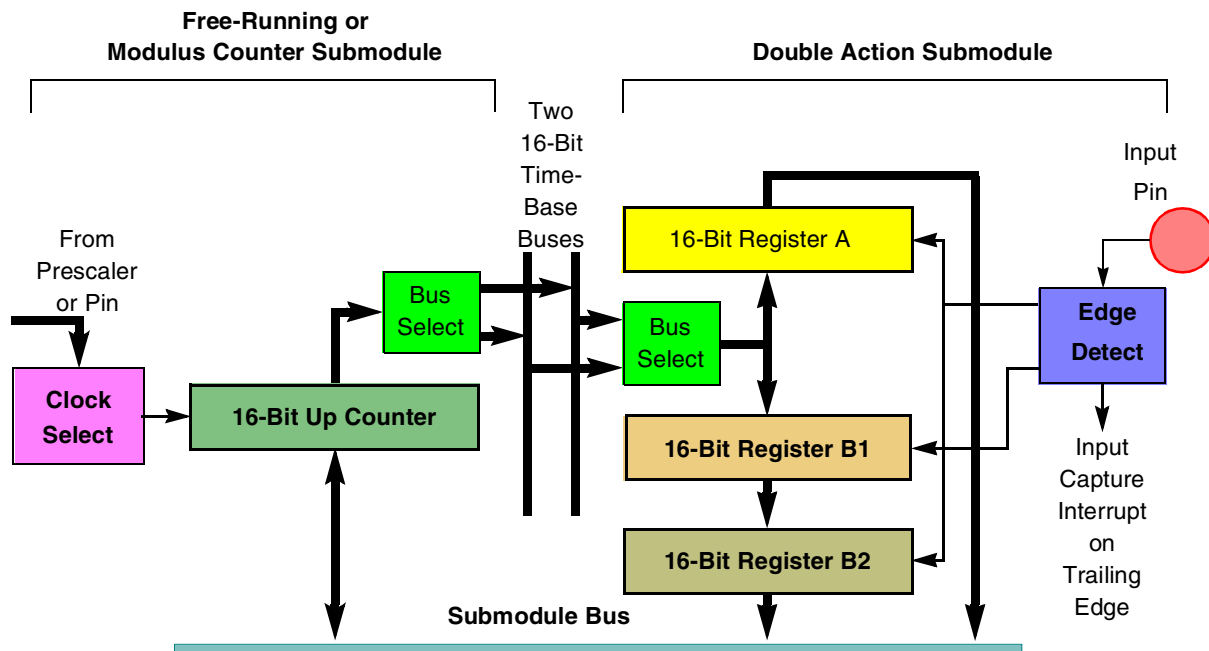 Free-Running or
Modulus Counter Submodule
Double Action Submodule
Two
16-Bit
Time-
Base
Buses
Input
Pin
From
Prescaler
or Pin
16-Bit Register A
Bus
Select
Bus
Select
Edge
Detect
Clock
Select
16-Bit Up Counter
16-Bit Register B1
Input
Capture
Interrupt
on
Trailing
Edge
16-Bit Register B2
Submodule Bus